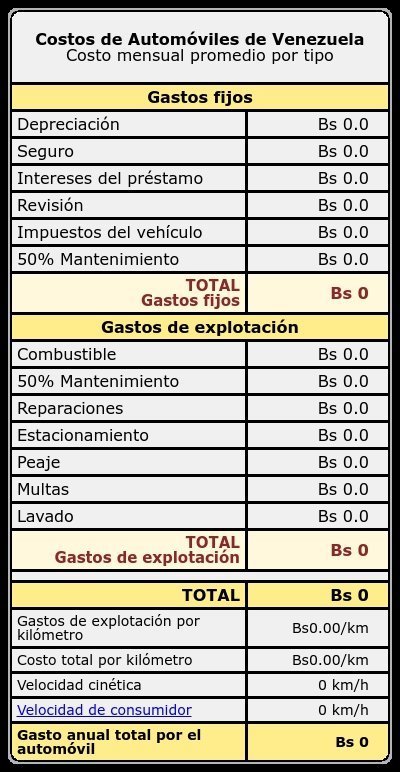 Costos de Automóviles de Venezuela
Costo mensual promedio por tipo
Gastos fijos
Depreciación Bs 0.0
Seguro Bs 0.0
Intereses del préstamo Bs 0.0
Revisión Bs 0.0
Impuestos del vehículo Bs 0.0
50% Mantenimiento Bs 0.0
TOTAL
Gastos fijos Bs 0
Gastos de explotación
Combustible Bs 0.0
50% Mantenimiento Bs 0.0
Reparaciones Bs 0.0
Estacionamiento Bs 0.0
Peaje Bs 0.0
Multas Bs 0.0
Lavado Bs 0.0
TOTAL
Gastos de explotación Bs 0
TOTAL Bs 0
Gastos de explotación por
kilómetro Bs0.00/km
Costo total por kilómetro Bs0.00/km
Velocidad cinética 0 km/h
Velocidad de consumidor 0 km/h
Gasto anual total por el
automóvil Bs 0